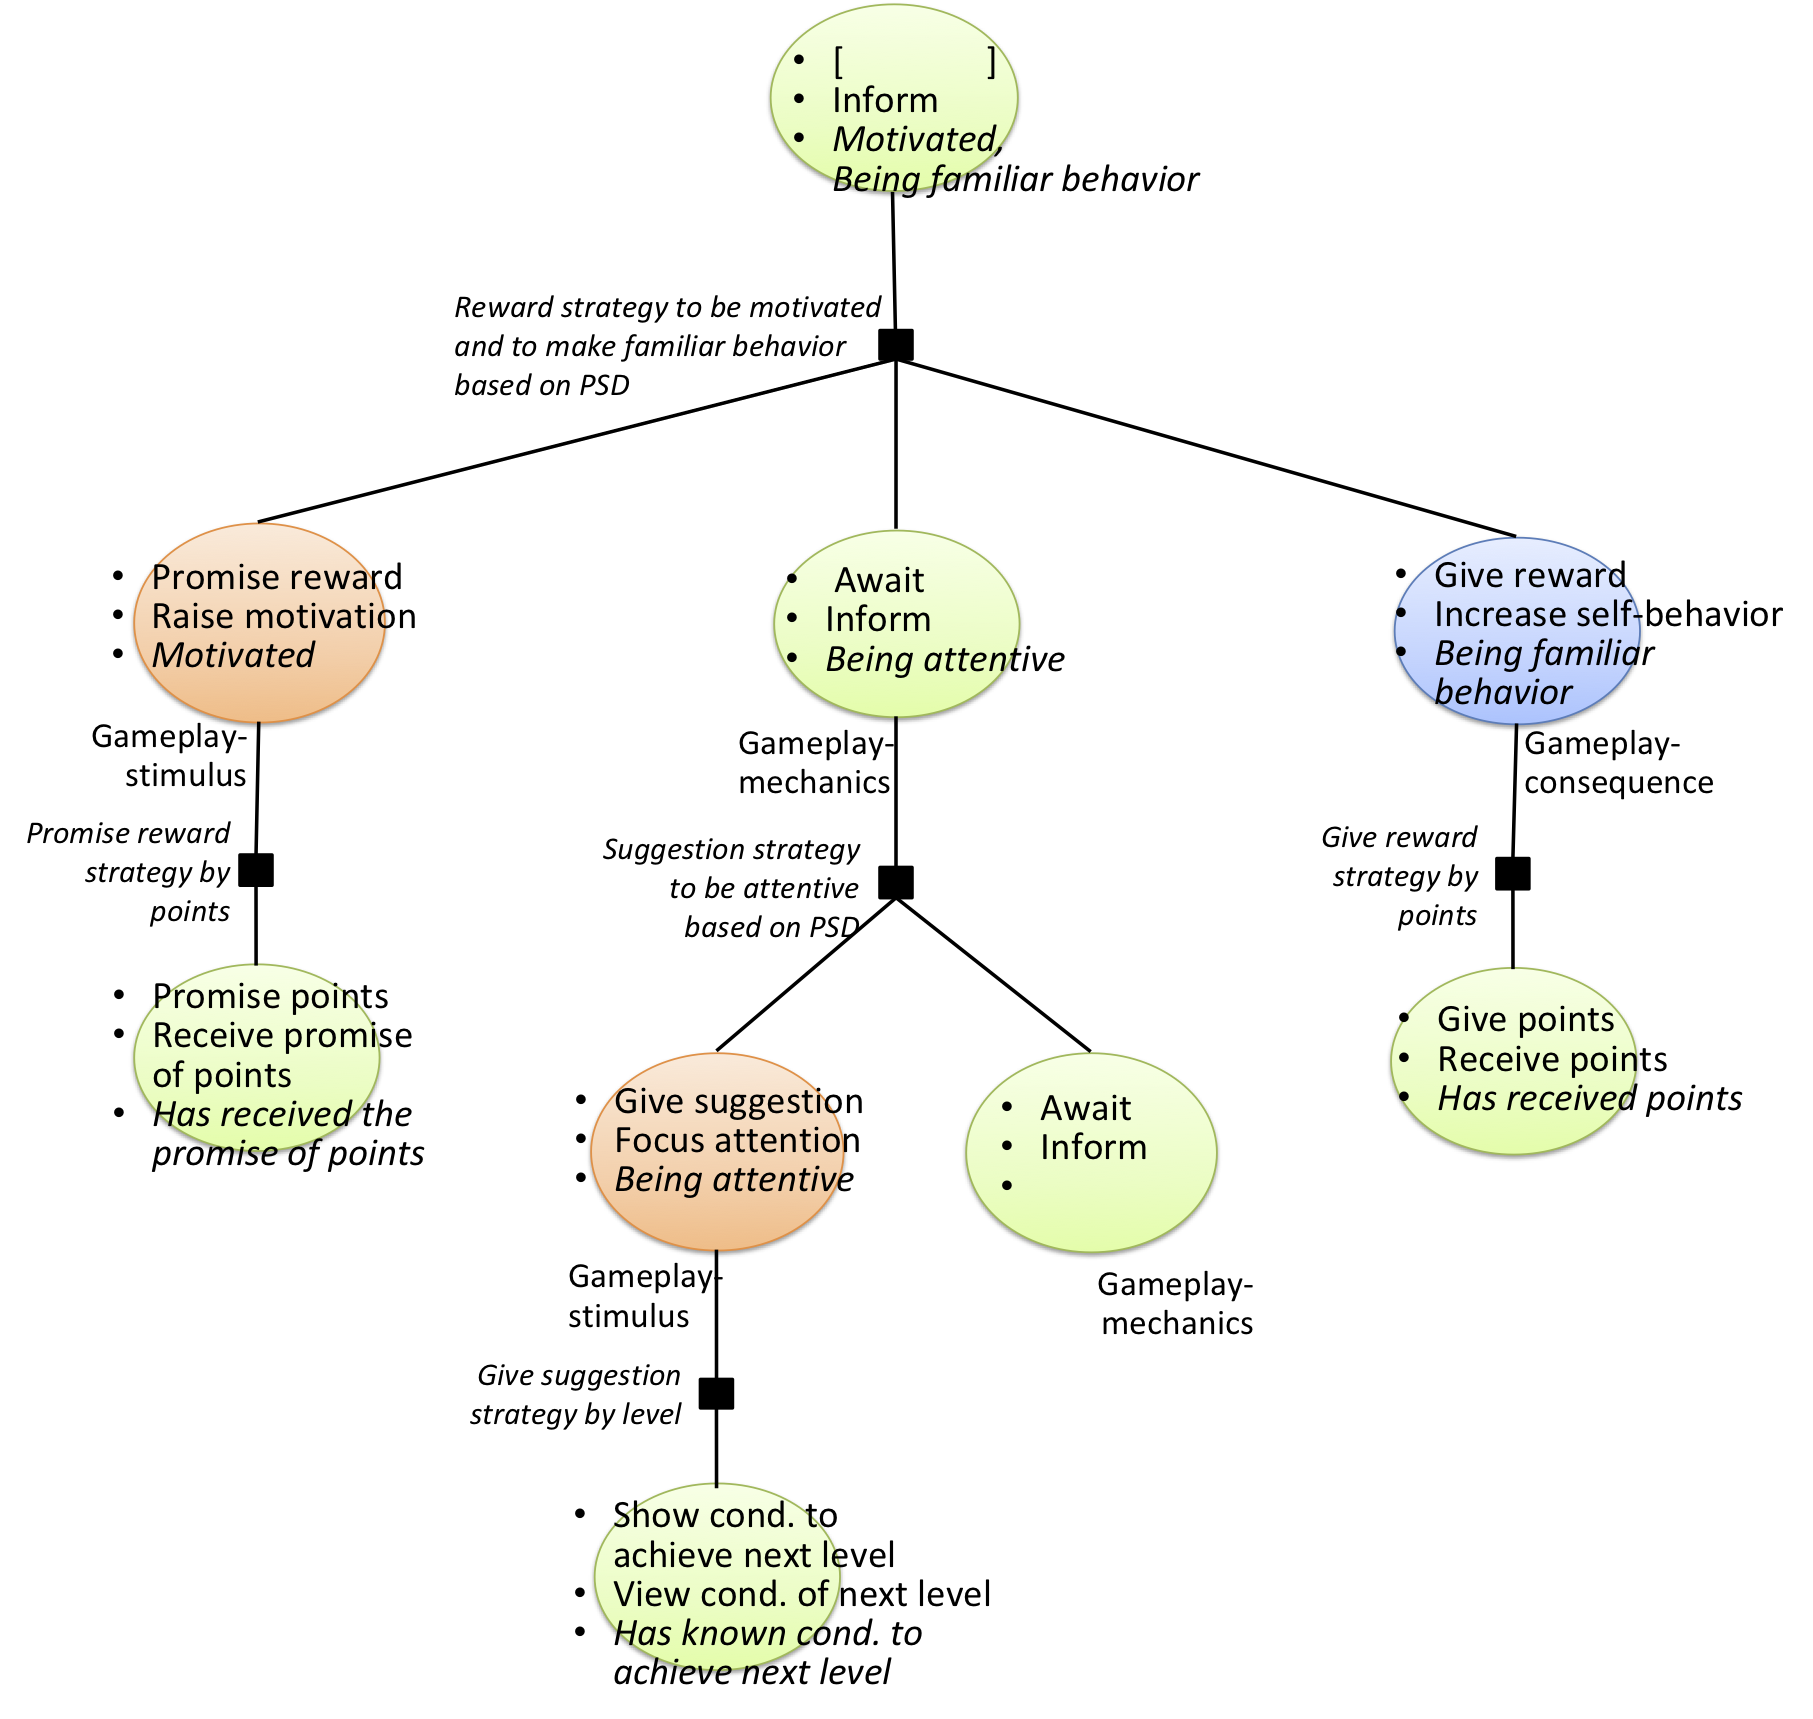 • [ ]
• Inform
• Motivated,
Being familiar behavior
Reward strategy to be motivated
and to make familiar behavior
based on PSD
• Promise reward
• Raise motivation
• Motivated
Gameplay-
stimulus
Promise reward
strategy by
points
• Promise points
• Receive promise
of points
• Has received the
promise of points
• Await
• Inform
• Being attentive
Gameplay-
mechanics
Suggestion strategy
to be attentive
based on PSD
• Give suggestion
• Focus attention
• Being attentive
Gameplay-
stimulus
Give suggestion
strategy by level
• Show cond. to
achieve next level
• View cond. of next level
• Has known cond. to
achieve next level
• Await
• Inform
•
Gameplay-
mechanics
• Give reward
• Increase self-behavior
• Being familiar
behavior
Gameplay-
consequence
Give reward
strategy by
points
• Give points
• Receive points
• Has received points